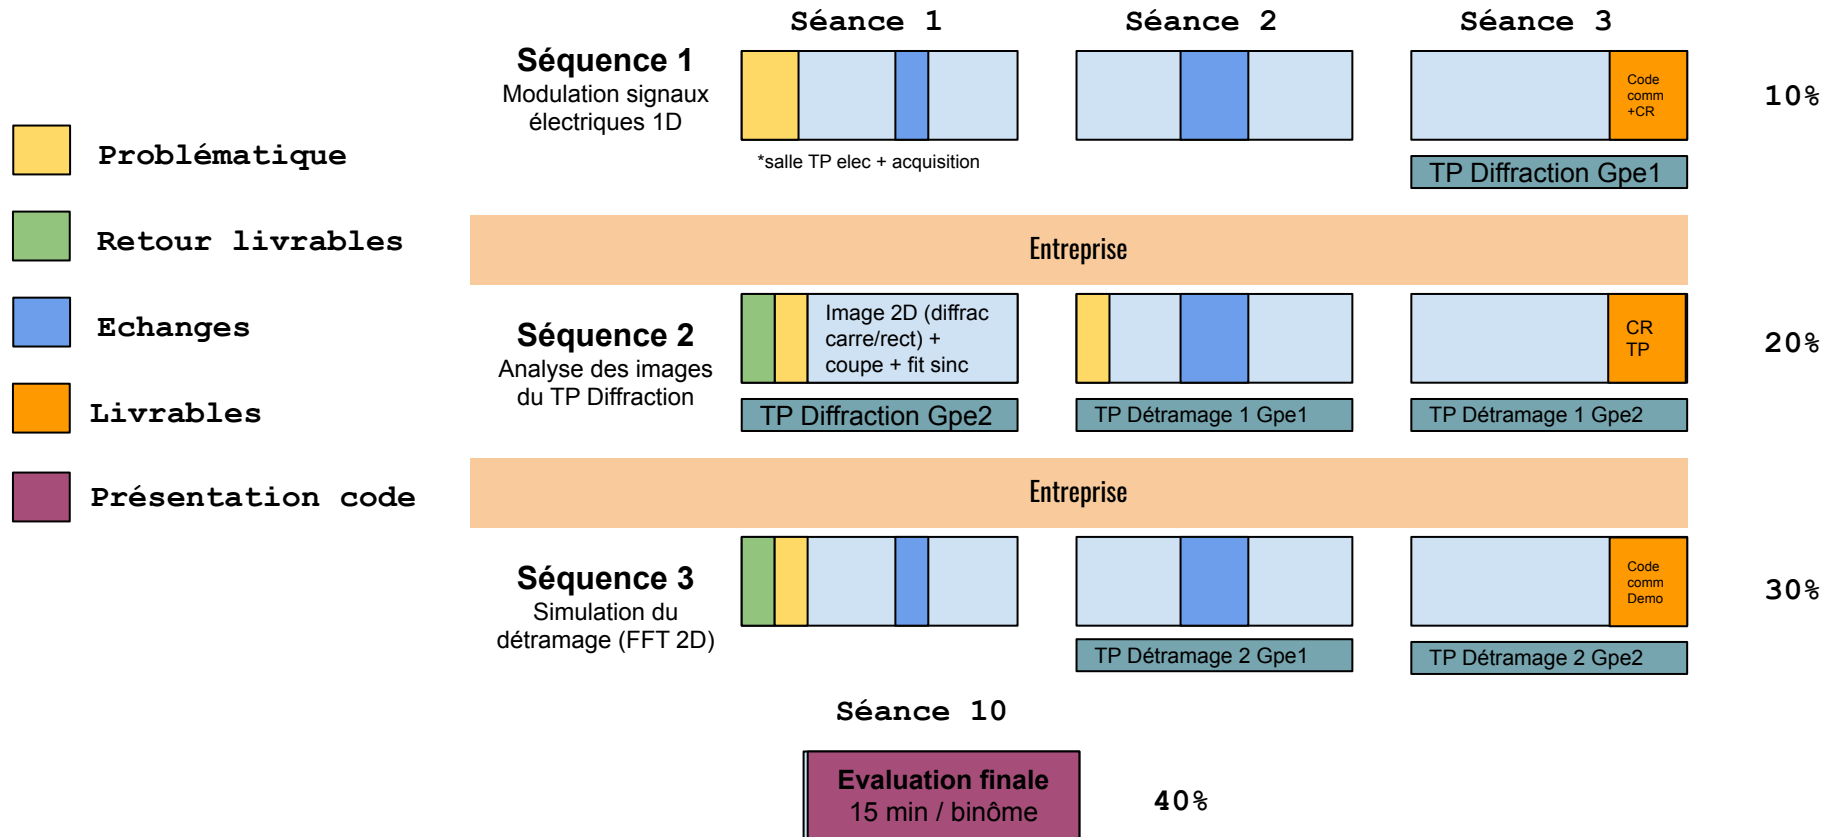 Séance 1
Séance 2
Séance 3
Séquence 1
Modulation signaux
électriques 1D
Code
comm
+CR
10%
*salle TP elec + acquisition
TP Diffraction Gpe1
Problématique
Retour livrables
Echanges
Livrables
Présentation code
Entreprise
Séquence 2
Analyse des images
du TP Diffraction
Image 2D (diffrac
carre/rect) +
coupe + fit sinc
CR
TP
20%
TP Diffraction Gpe2
TP Détramage 1 Gpe1
TP Détramage 1 Gpe2
Entreprise
Séquence 3
Simulation du
détramage (FFT 2D)
Code
comm
Demo
30%
TP Détramage 2 Gpe1
TP Détramage 2 Gpe2
Séance 10
Evaluation finale
15 min / binôme
40%